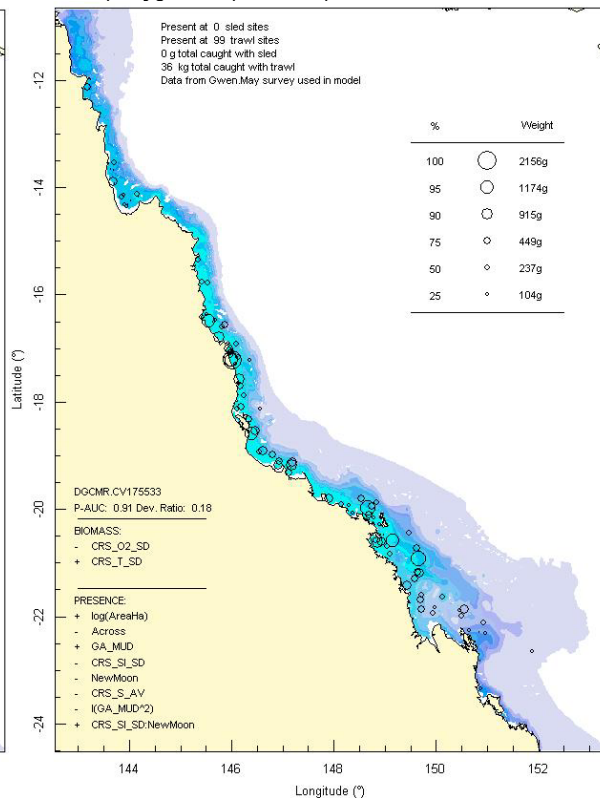 Present at 0 sled sites
Present at 99 trawl sites
0 g total caught with sled
36 kg total caught with trawl
Data from Gwen.May survey used in model
% Weight
100 2156g
95 1174g
90 915g
75 449g
50 237g
25 104g
-12
-14
-16
-18
-20
-22
-24
Latitude (°)
DGCMR.CV175533
P-AUC: 0.91 Dev. Ratio: 0.18
BIOMASS:
- CRS_O2_SD
+ CRS_T_SD
PRESENCE:
+ log(AreaHa)
- Across
+ GA_MUD
- CRS_SI_SD
- NewMoon
- CRS_S_AV
- I(GA_MUD^2)
+ CRS_SI_SD:NewMoon
144 146 148 150 152
Longitude (°)